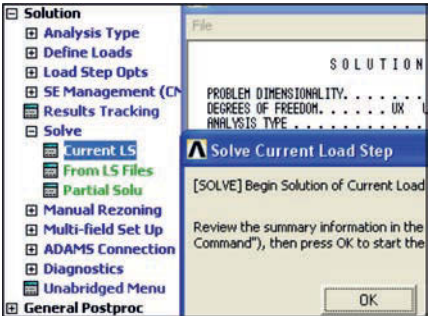 Solution
Analysis Type
Define Loads
Load Step Opts
SE Management (CM
Results Tracking
Solve
Current LS
From LS Files
Partial Solu
Manual Rezoning
Multi-field Set Up
ADAMS Connection
Diagnostics
Unabridged Menu
General Postproc
File
SOLUTION
PROBLEM DIMENSIONALITY. . . . . . .
DEGREES OF FREEDOM. . . . . . UX
ANALYSIS TYPE . . . . . . . . . . .
Solve Current Load Step
[SOLVE] Begin Solution of Current Load
Review the summary information in the
Command"), then press OK to start the
OK